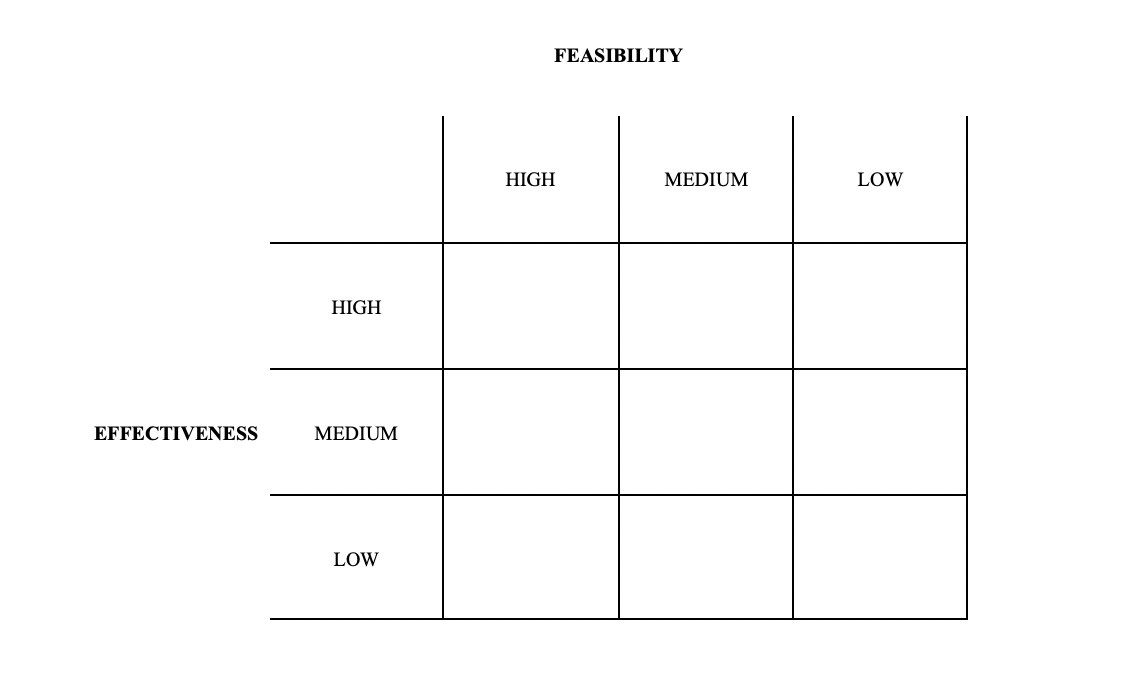 FEASIBILITY
HIGH MEDIUM LOW
HIGH
EFFECTIVENESS MEDIUM
LOW